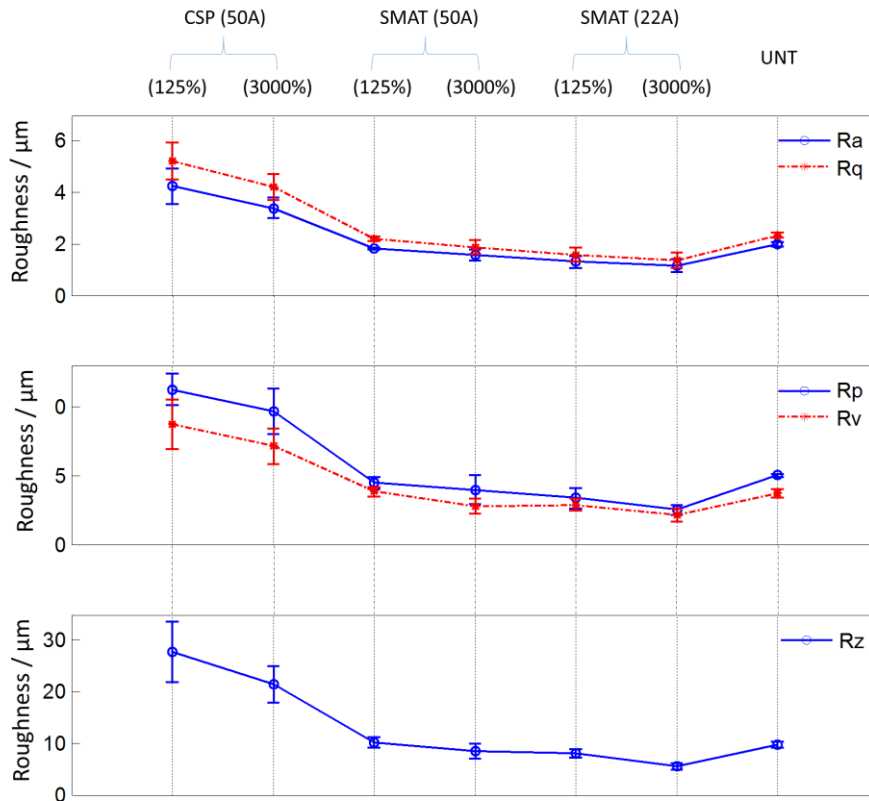 CSP (50A) SMAT (50A) SMAT (22A)
UNT
(125%) (3000%) (125%) (3000%) (125%) (3000%)
Roughness / μm
6
4
2
0
Ra
Rq
Roughness / μm
0
5
0
Rp
Rv
Roughness / μm
30
20
10
0
Rz